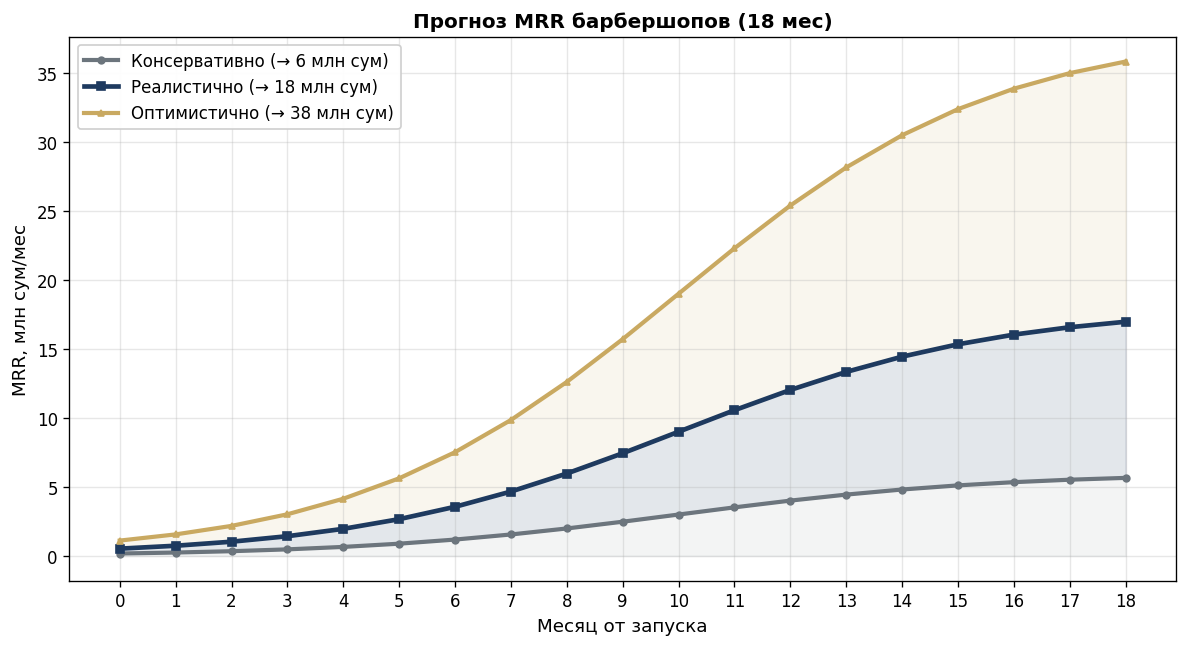 Прогноз MRR барбершопов (18 мес)
Консервативно (→ 6 млн сум)
Реалистично (→ 18 млн сум)
Оптимистично (→ 38 млн сум)
MRR, млн сум/мес
35
30
25
20
15
10
5
0
0 1 2 3 4 5 6 7 8 9 10 11 12 13 14 15 16 17 18
Месяц от запуска